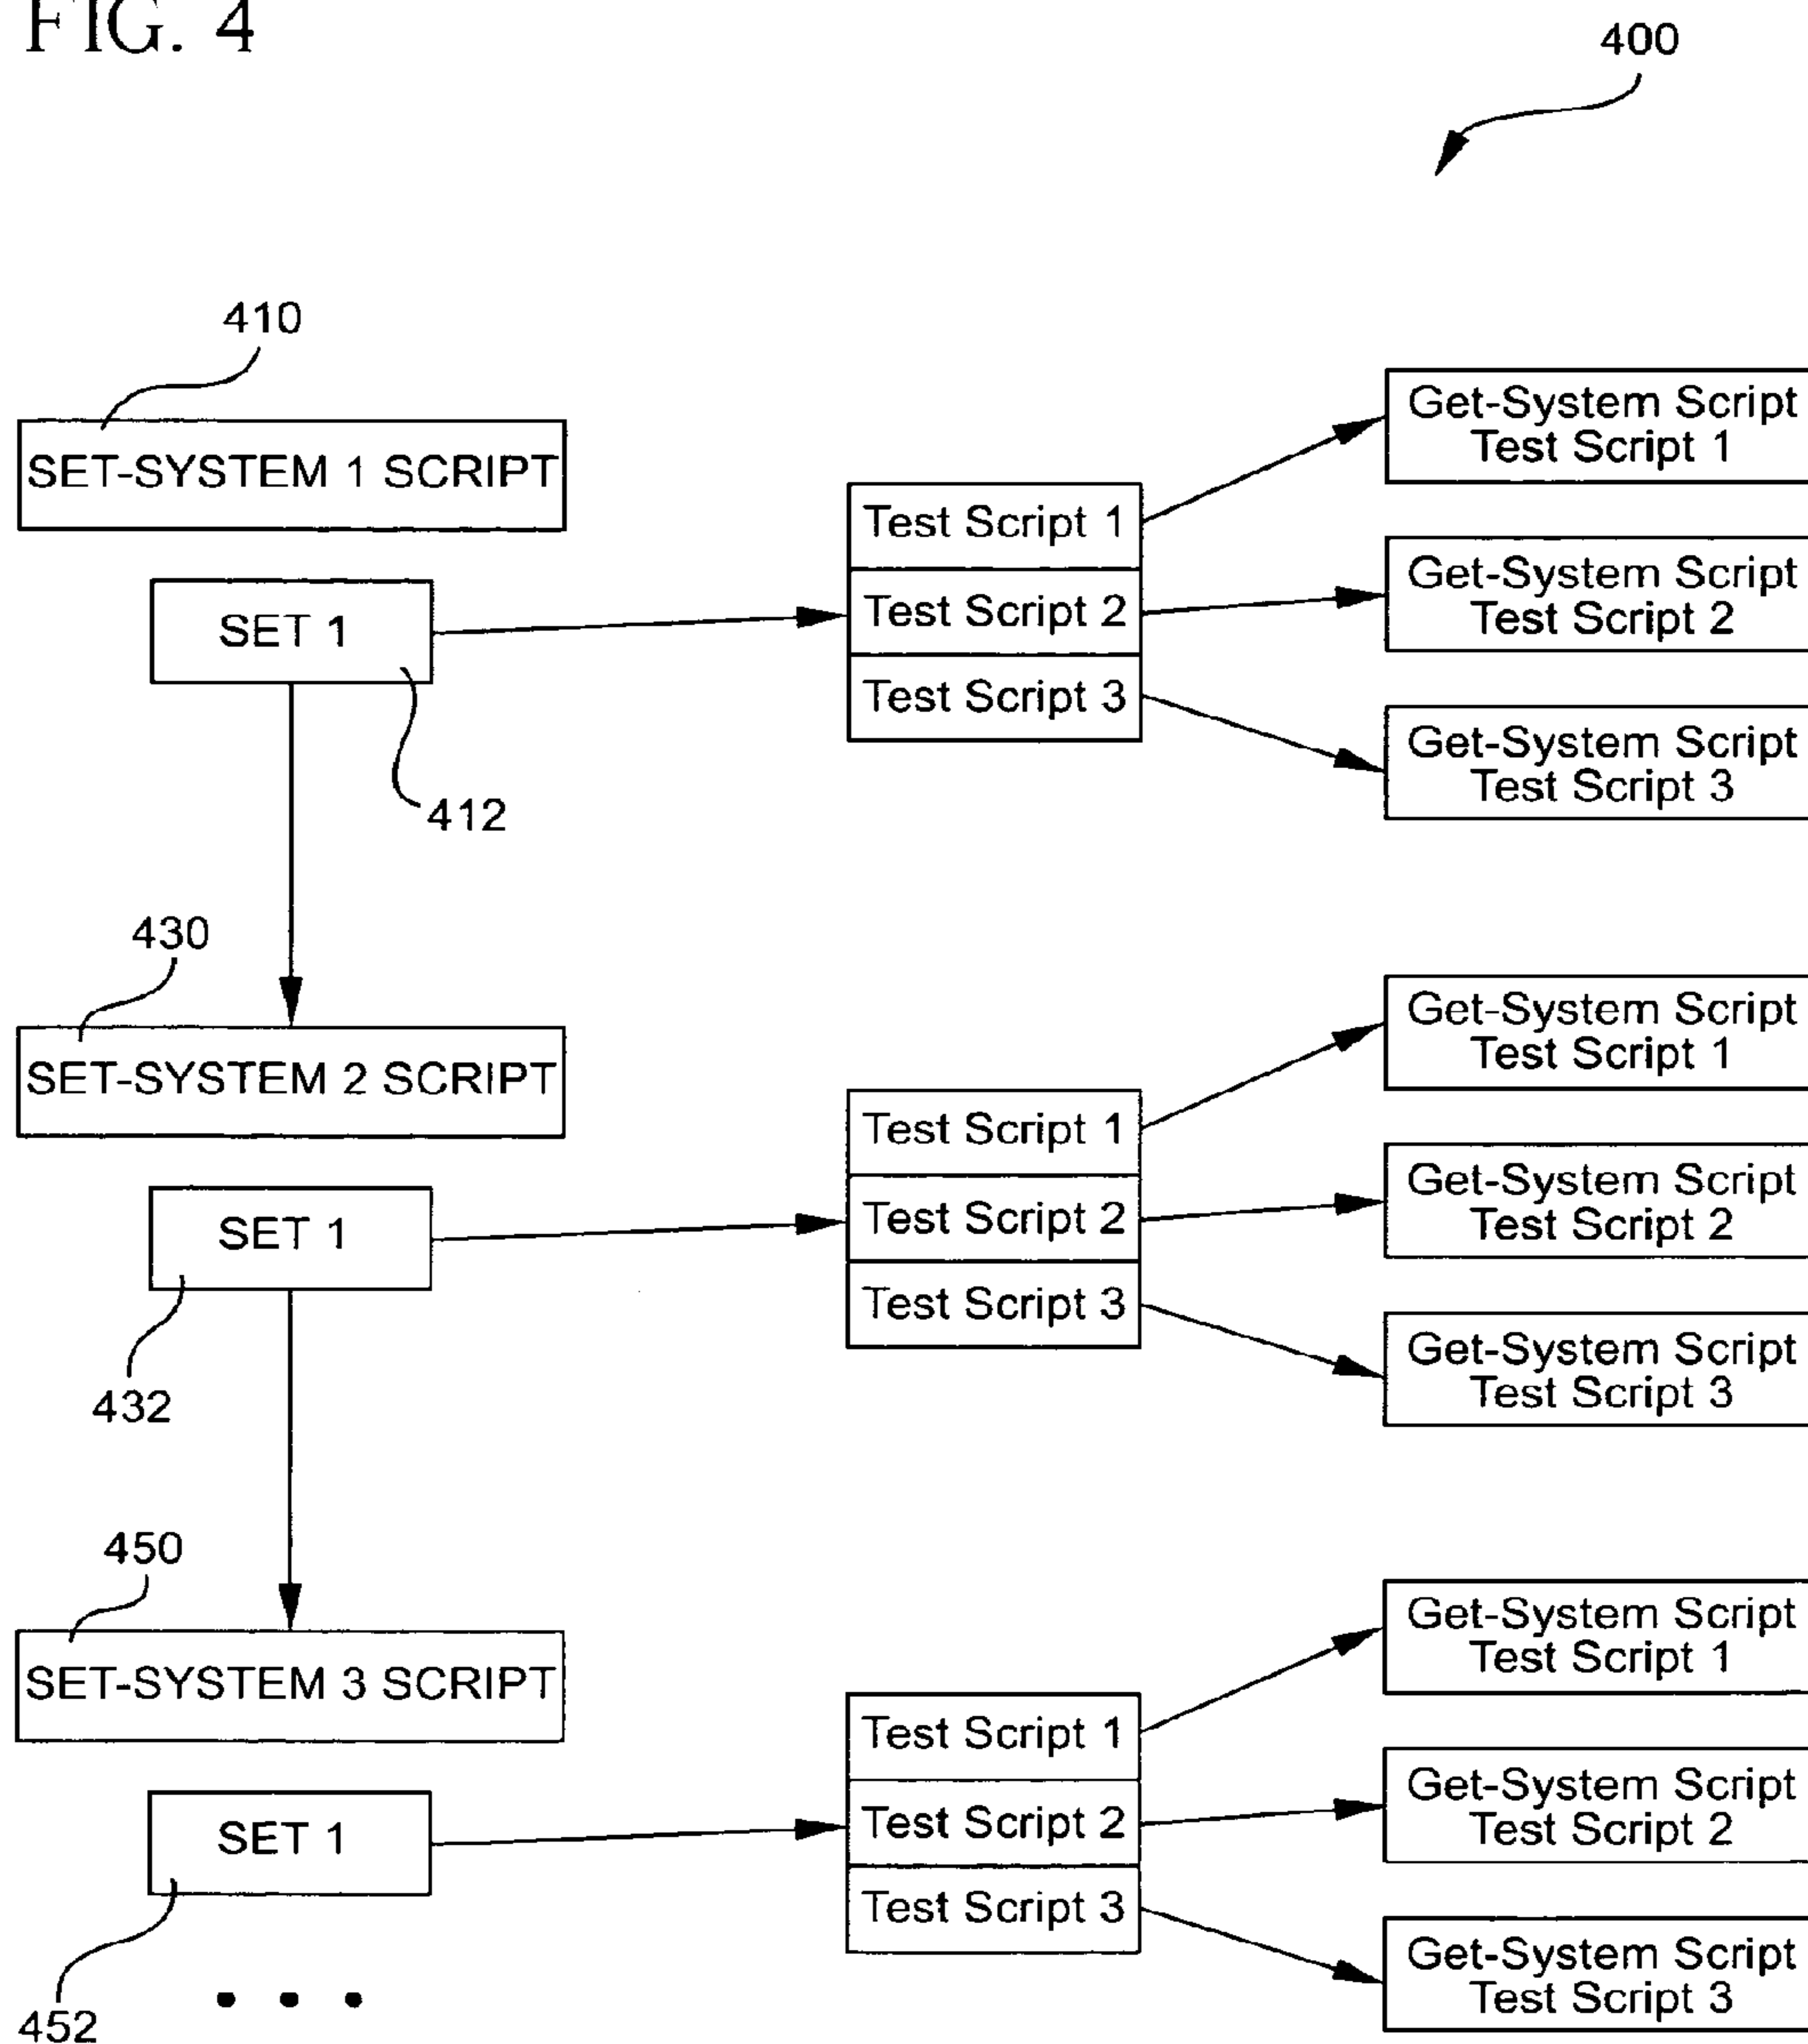 FIG. 4
400
410
SET-SYSTEM 1 SCRIPT
SET 1
412
Test Script 1
Test Script 2
Test Script 3
Get-System Script
Test Script 1
Get-System Script
Test Script 2
Get-System Script
Test Script 3
430
SET-SYSTEM 2 SCRIPT
SET 1
432
Test Script 1
Test Script 2
Test Script 3
Get-System Script
Test Script 1
Get-System Script
Test Script 2
Get-System Script
Test Script 3
450
SET-SYSTEM 3 SCRIPT
SET 1
452
Test Script 1
Test Script 2
Test Script 3
Get-System Script
Test Script 1
Get-System Script
Test Script 2
Get-System Script
Test Script 3
• • •